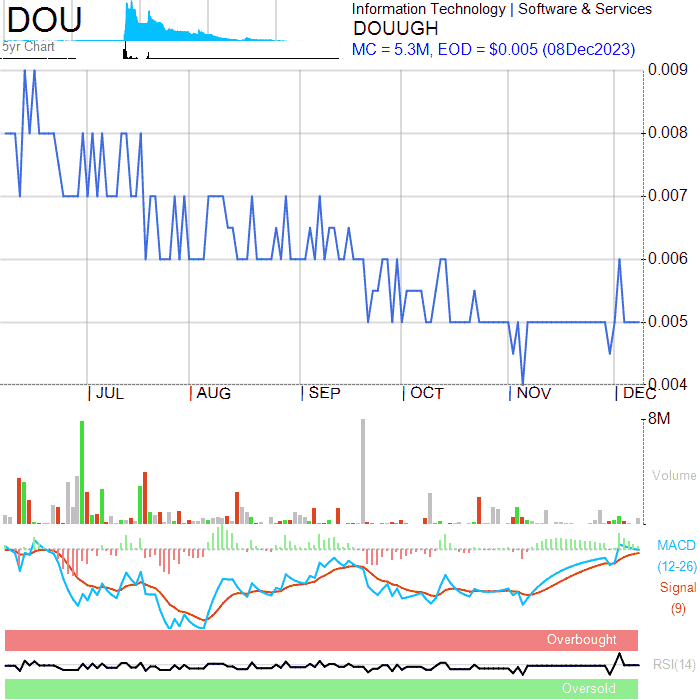 DOU
Information Technology | Software & Services
DOUUGH
5yr Chart
MC = 5.3M, EOD = $0.005 (08Dec2023)
0.009
0.008
0.007
0.006
0.005
0.004
JUL AUG SEP OCT NOV DEC
8M
Volume
MACD
(12-26)
Signal
(9)
Overbought
RSI(14)
Oversold